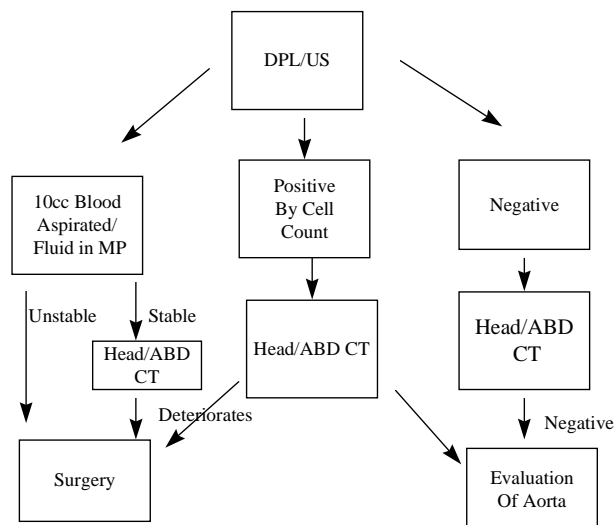 DPL/US
10cc Blood
Aspirated/
Fluid in MP
Positive
By Cell
Count
Negative
Unstable
Stable
Head/ABD
CT
Head/ABD CT
Head/ABD
CT
Deteriorates
Negative
Surgery
Evaluation
Of Aorta